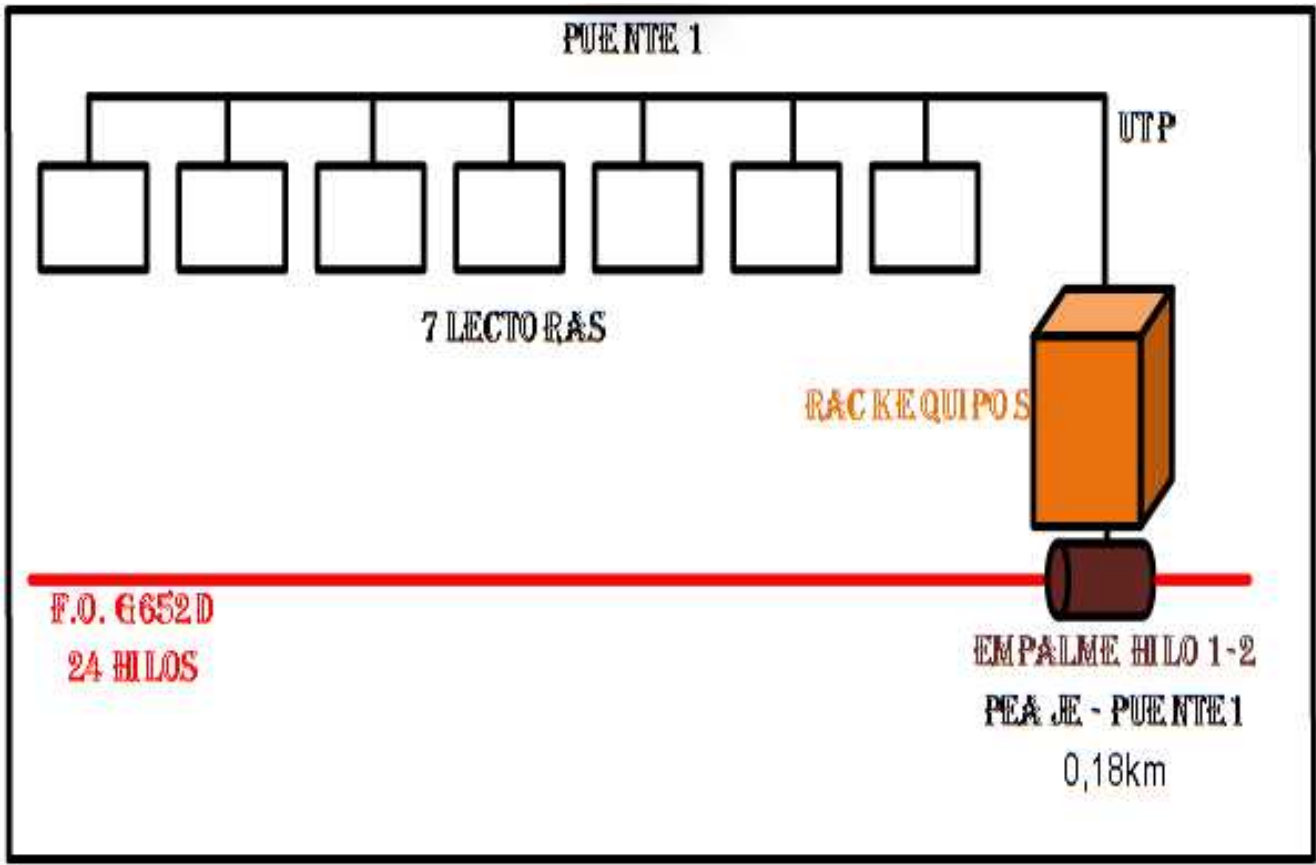 PUENTE 1
UTP
7 LECTORAS
RACK EQUIPOS
F.O. G652D
24 HILOS
EMPALME HILO 1-2
PEAJE - PUENTE1
0,18km